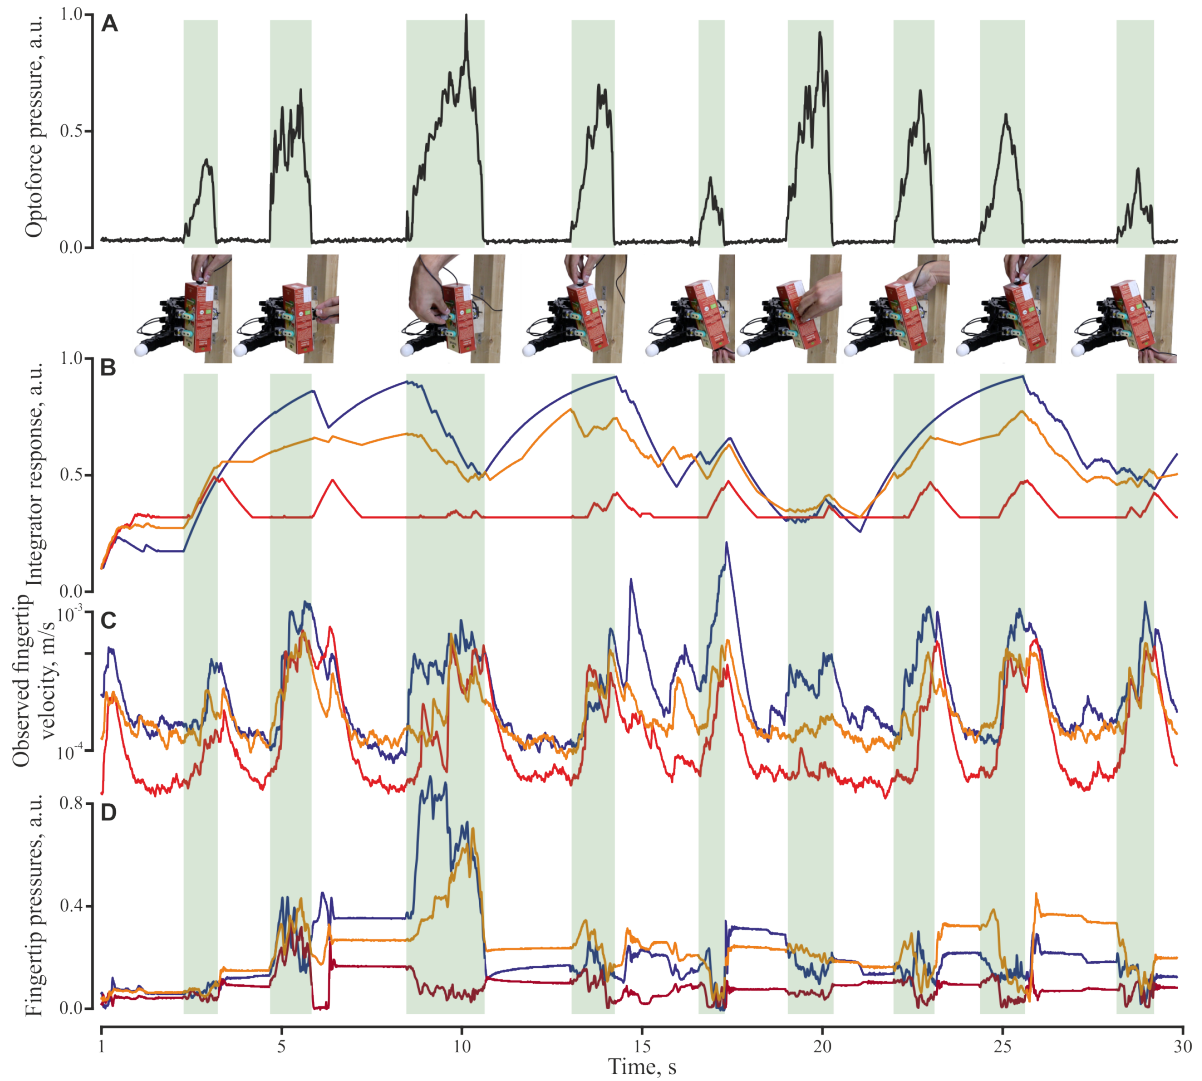 A
Optoforce pressure, a.u.
1.0
0.5
0.0
B
Integrator response, a.u.
1.0
0.5
0.0
C
Observed fingertip
velocity, m/s
10-3
10-4
D
Fingertip pressures, a.u.
0.8
0.4
0.0
1 5 10 15 20 25 30
Time, s